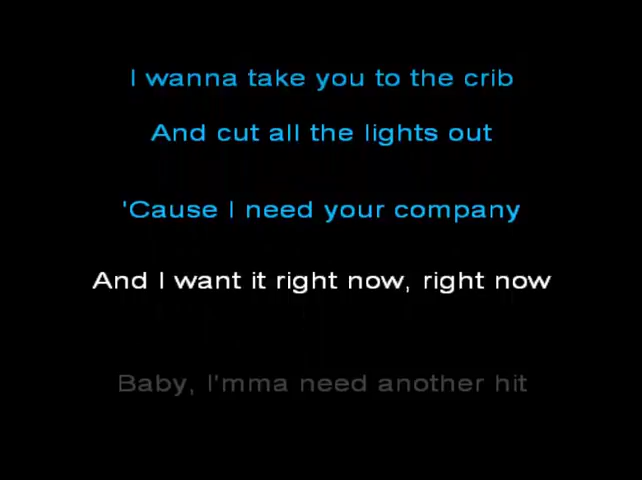 I wanna take you to the crib
And cut all the lights out
'Cause I need your company
And I want it right now, right now
Baby, I'mma need another hit